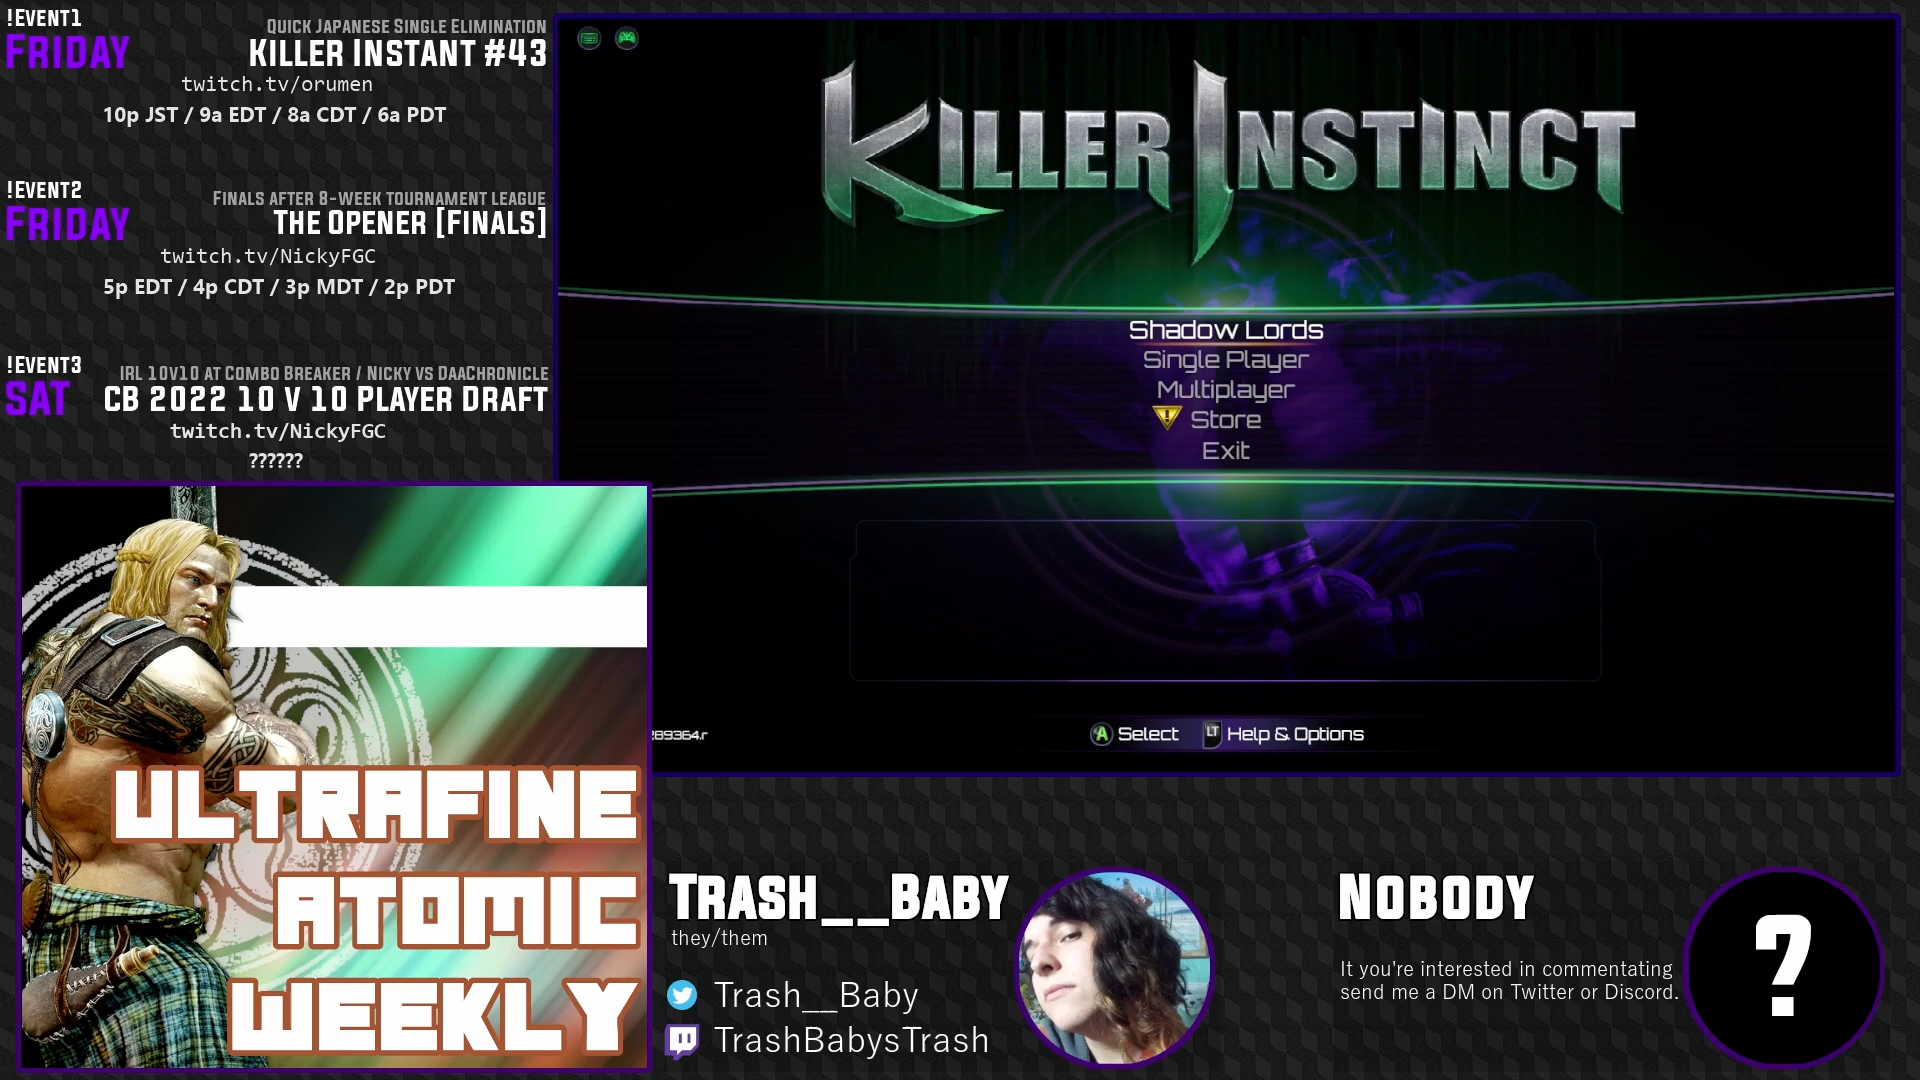 !EVENT1
FRIDAY
QUICK JAPANESE SINGLE ELIMINATION
KILLER INSTANT #43
twitch.tv/orumen
10p JST / 9a EDT / 8a CDT / 6a PDT
!EVENT2
FRIDAY
FINALS AFTER 8-WEEK TOURNAMENT LEAGUE
THE OPENER [FINALS]
twitch.tv/NickyFGC
5p EDT / 4p CDT / 3p MDT / 2p PDT
!EVENT3
SAT
IRL 10V10 AT COMBO BREAKER / NICKY VS DAACHRONICLE
CB 2022 10 V 10 PLAYER DRAFT
twitch.tv/NickyFGC
??????
KILLER INSTINCT
Shadow Lords
Single Player
Multiplayer
! Store
Exit
289364.r
A Select LT Help & Options
ULTRAFINE
ATOMIC
WEEKLY
TRASH__BABY
they/them
Trash__Baby
TrashBabysTrash
NOBODY
It you're interested in commentating
send me a DM on Twitter or Discord.
?